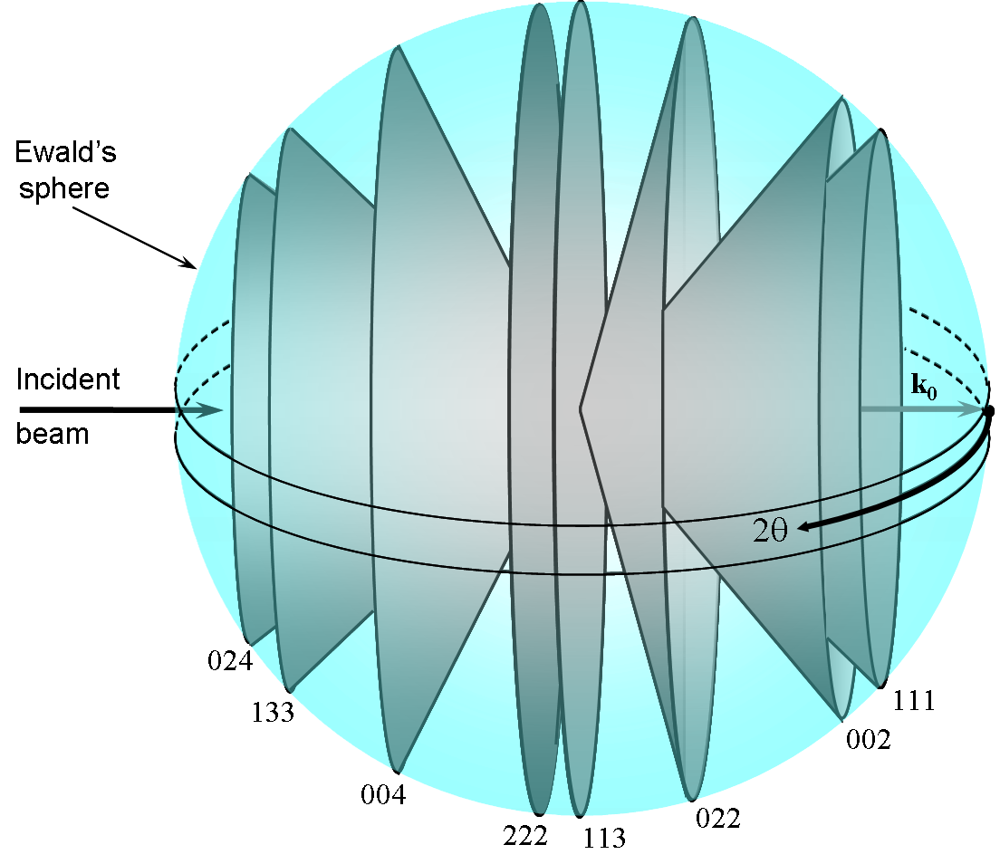 Ewald's
sphere
Incident
beam
k0
2θ
024
133
004
222
113
022
002
111